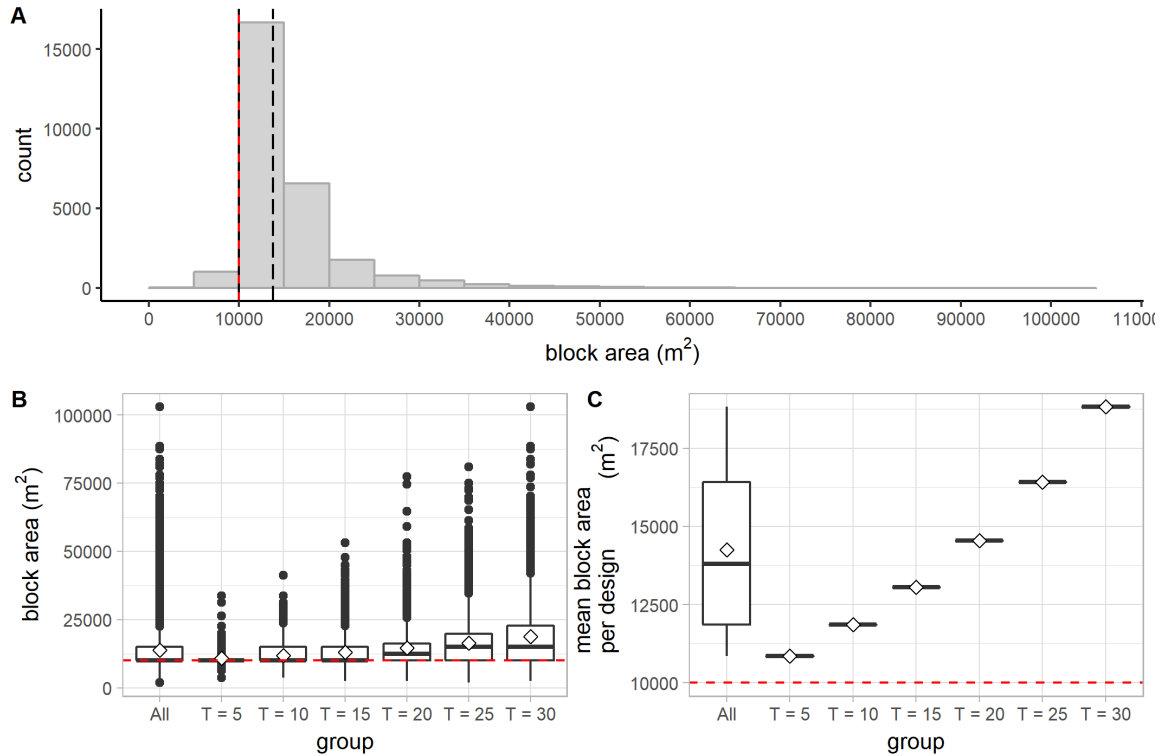 A
15000
10000
5000
0
count
0 10000 20000 30000 40000 50000 60000 70000 80000 90000 100000 11000
block area (m²)
B
100000
75000
50000
25000
0
block area (m²)
All T = 5 T = 10 T = 15 T = 20 T = 25 T = 30
group
C
17500
15000
12500
10000
mean block area (m²)
per design
All T = 5 T = 10 T = 15 T = 20 T = 25 T = 30
group